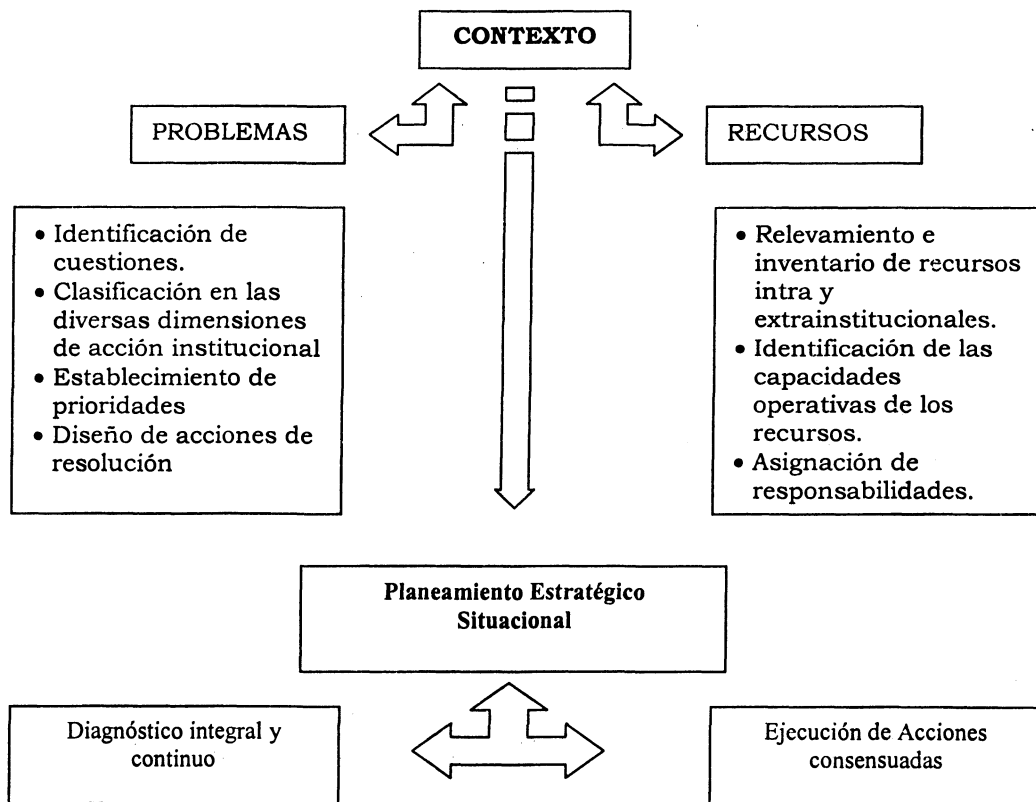 CONTEXTO
PROBLEMAS
RECURSOS
• Identificación de
cuestiones.
• Clasificación en las
diversas dimensiones
de acción institucional
• Establecimiento de
prioridades
• Diseño de acciones de
resolución
• Relevamiento e
inventario de recursos
intra y
extrainstitucionales.
• Identificación de las
capacidades
operativas de los
recursos.
• Asignación de
responsabilidades.
Planeamiento Estratégico
Situacional
Diagnóstico integral y
continuo
Ejecución de Acciones
consensuadas